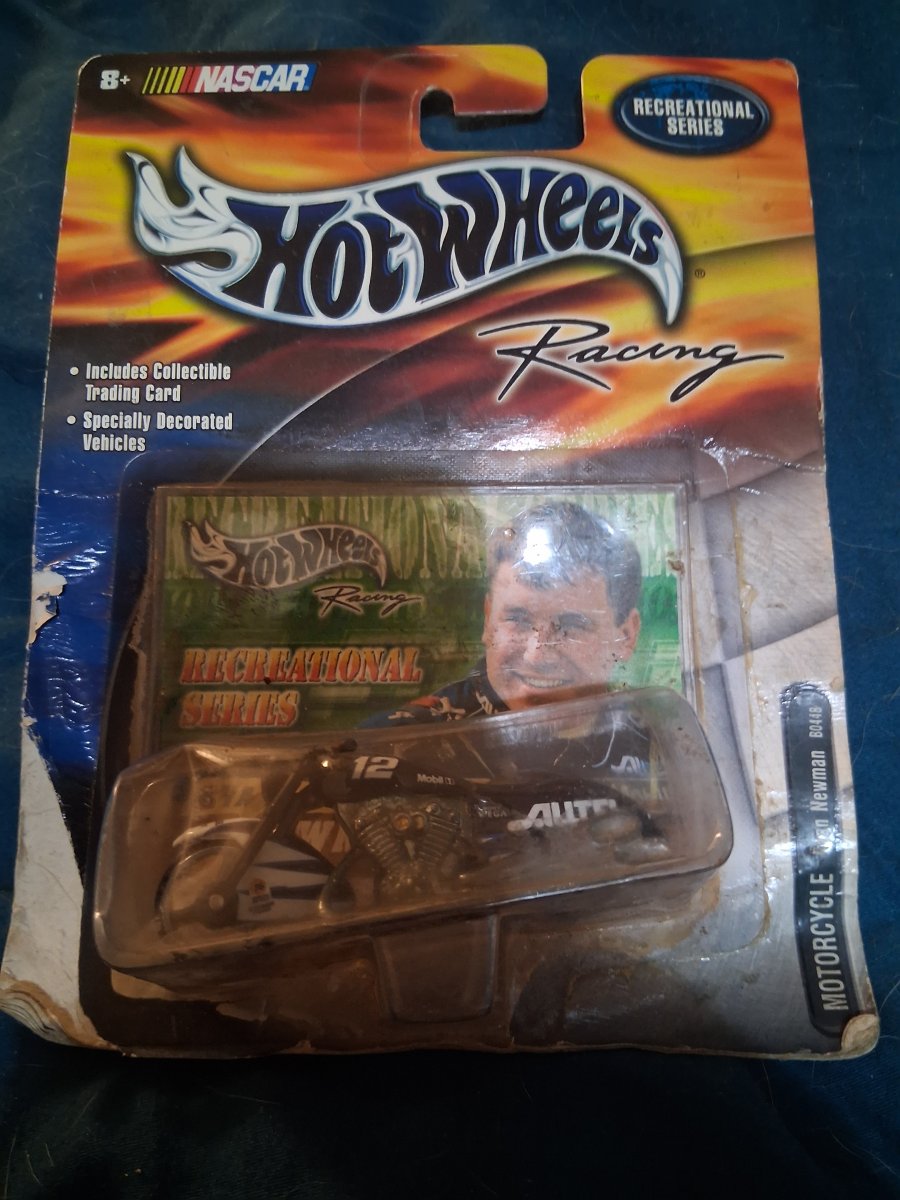 8+ NASCAR
RECREATIONAL
SERIES
HOT WHEELS ®
Racing
• Includes Collectible
Trading Card
• Specially Decorated
Vehicles
HOT WHEELS
Racing
RECREATIONAL
SERIES
12
Mobil 1
MOTORCYCLE Newman B0448